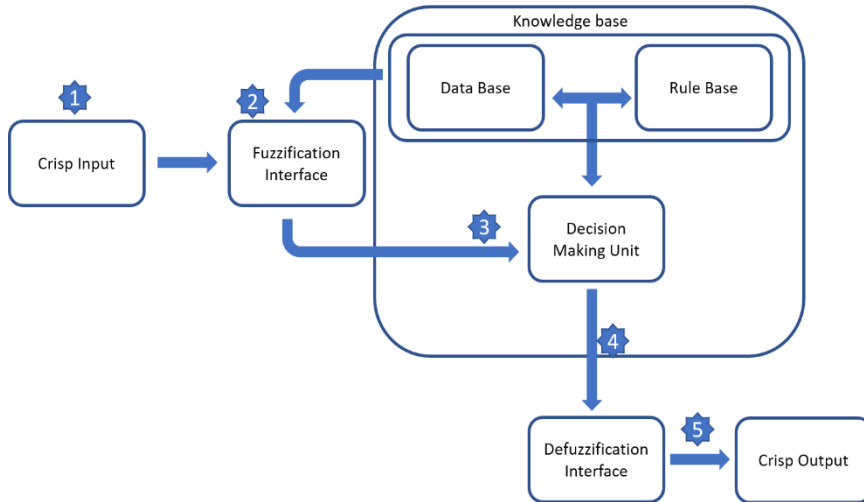 Knowledge base
Data Base
Rule Base
1
2
Crisp Input
Fuzzification
Interface
3
Decision
Making Unit
4
5
Defuzzification
Interface
Crisp Output